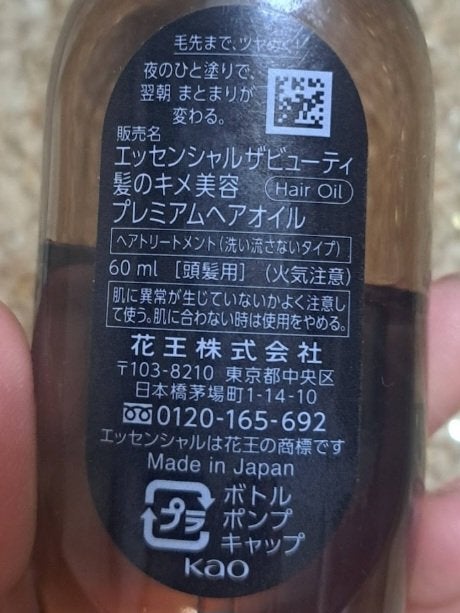 毛先まで、ツヤめく!
夜のひと塗りで、
翌朝 まとまりが
変わる。
販売名
エッセンシャルザビューティ
髪のキメ美容 Hair Oil
プレミアムヘアオイル
ヘアトリートメント(洗い流さないタイプ)
60 ml [頭髪用] (火気注意)
肌に異常が生じていないかよく注意し
て使う。肌に合わない時は使用をやめる。
花王株式会社
〒103-8210 東京都中央区
日本橋茅場町1-14-10
0120-165-692
エッセンシャルは花王の商標です
Made in Japan
プラ ボトル
ポンプ
キャップ
Kao